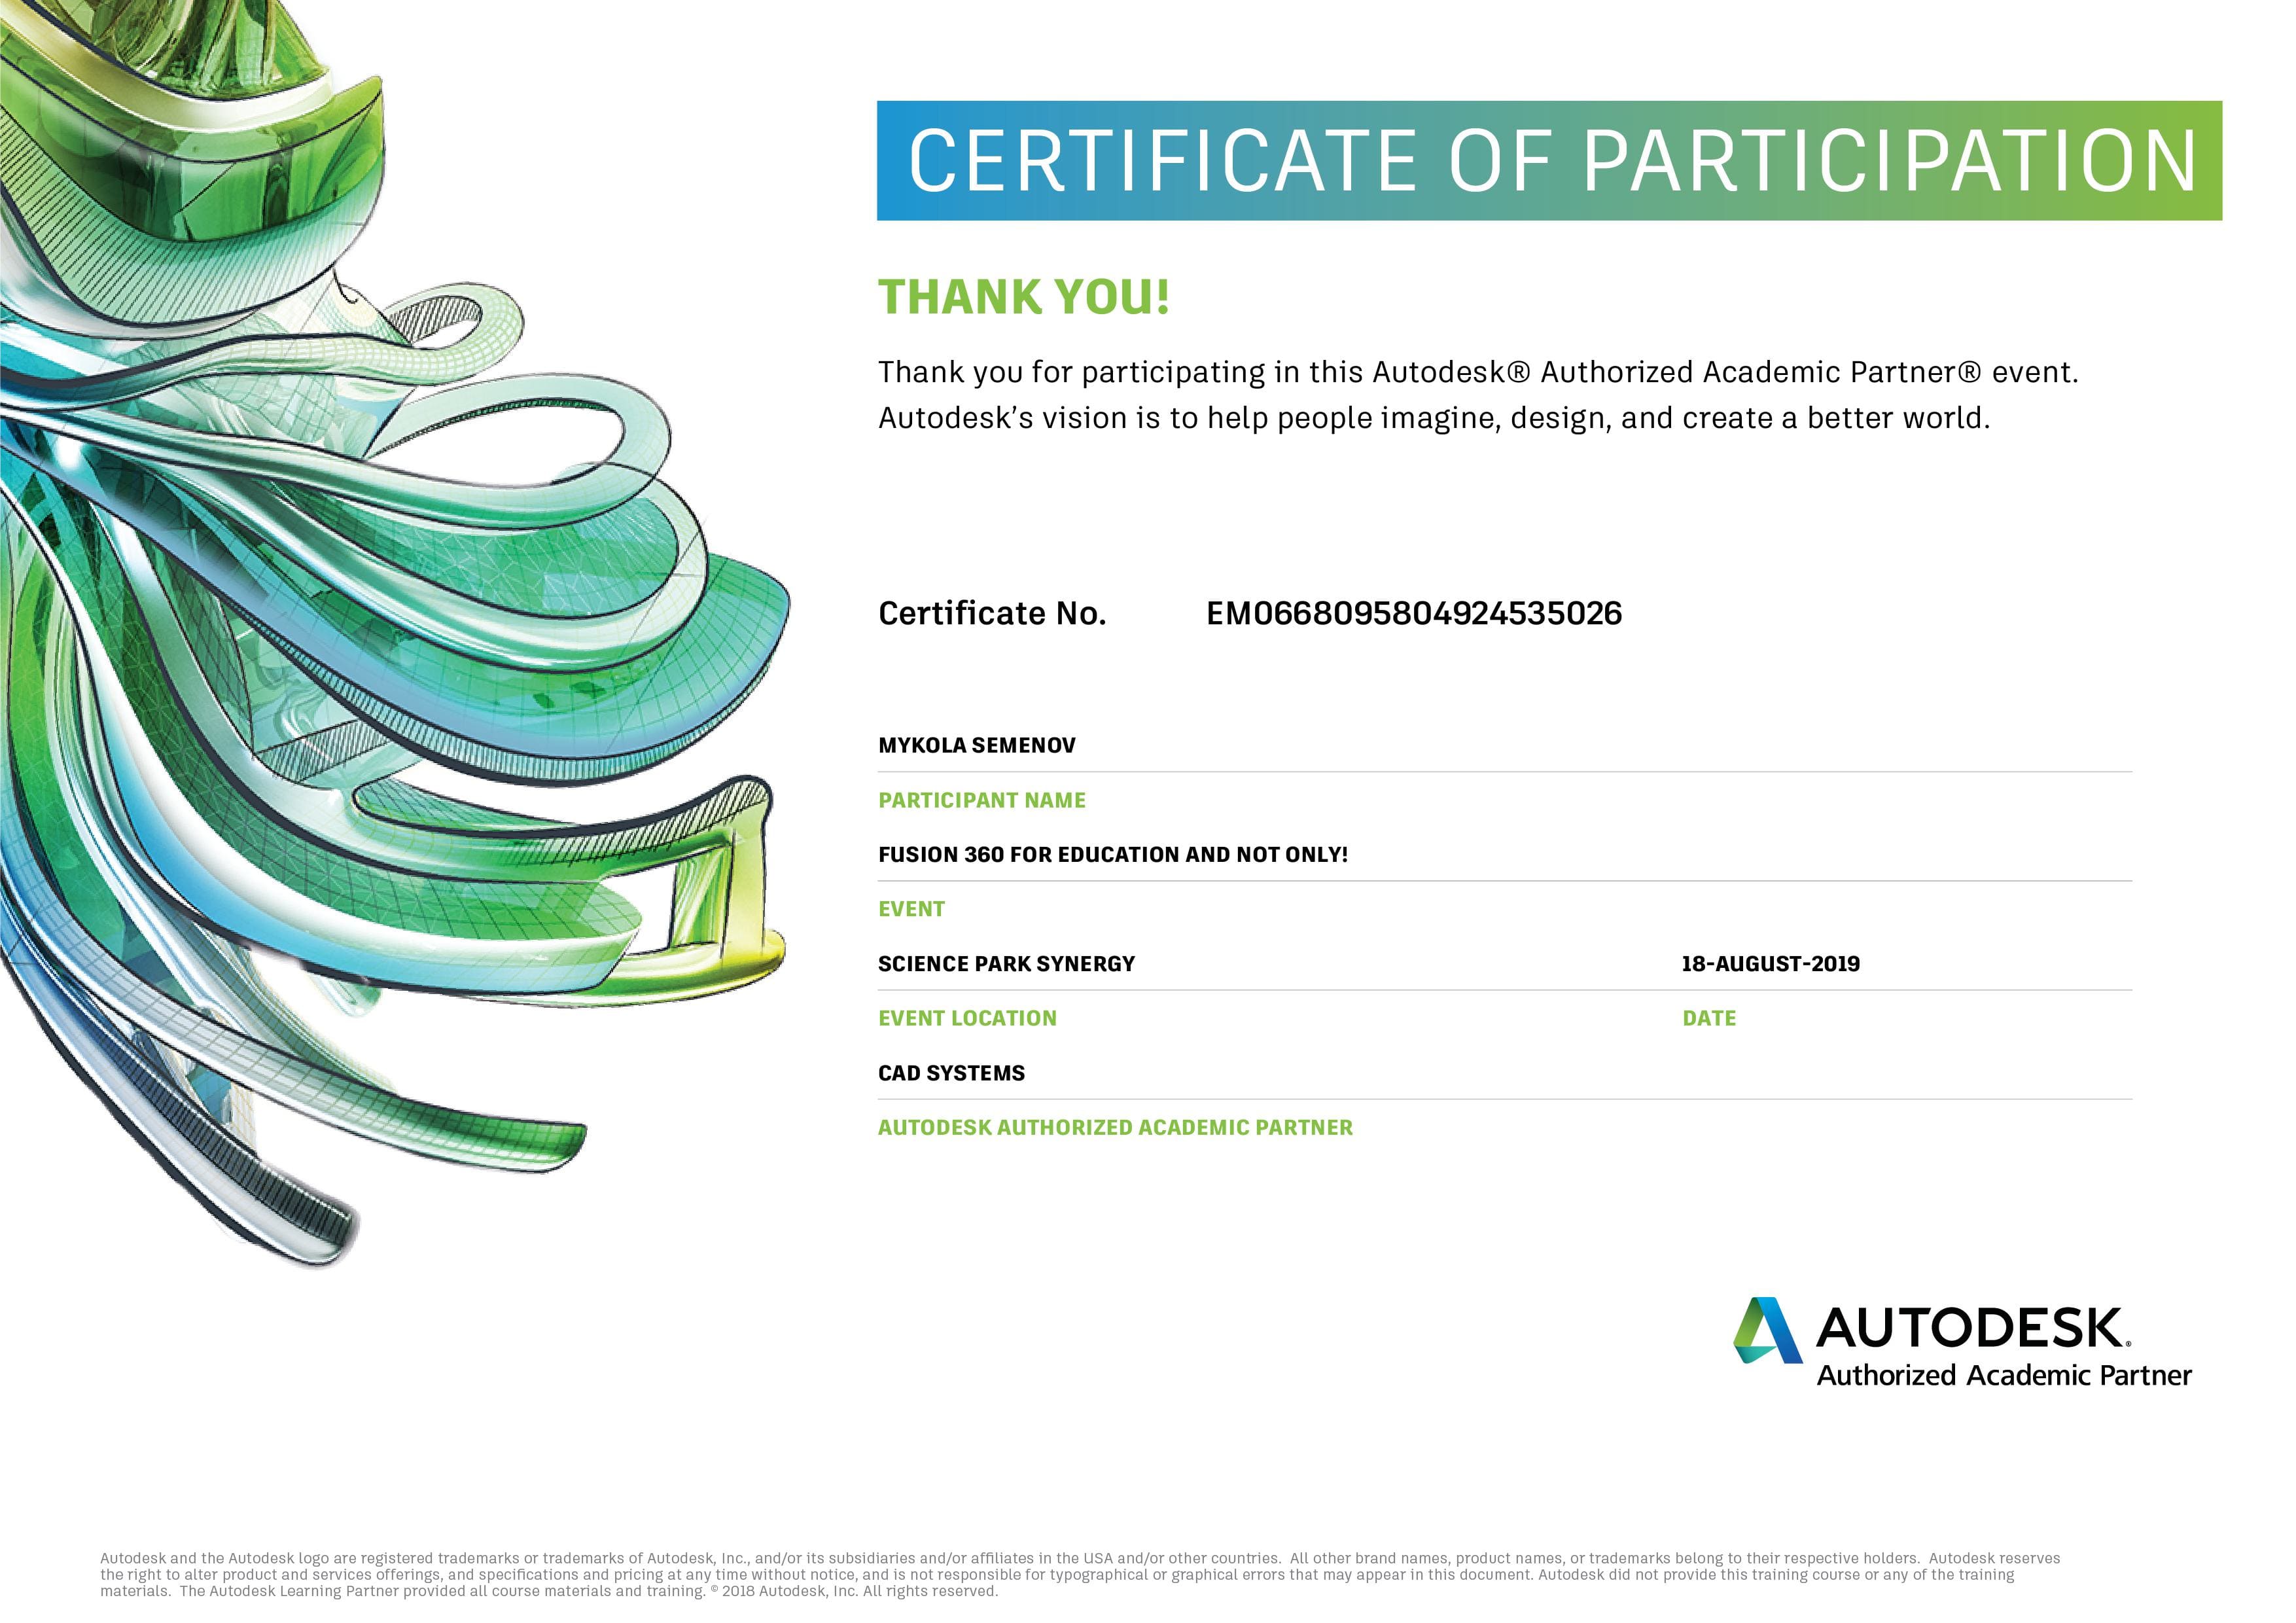 CERTIFICATE OF PARTICIPATION
THANK YOU!
Thank you for participating in this Autodesk® Authorized Academic Partner® event.
Autodesk’s vision is to help people imagine, design, and create a better world.
Certificate No. EM0668095804924535026
MYKOLA SEMENOV
PARTICIPANT NAME
FUSION 360 FOR EDUCATION AND NOT ONLY!
EVENT
SCIENCE PARK SYNERGY 18-AUGUST-2019
EVENT LOCATION DATE
CAD SYSTEMS
AUTODESK AUTHORIZED ACADEMIC PARTNER
AUTODESK®
Authorized Academic Partner
Autodesk and the Autodesk logo are registered trademarks or trademarks of Autodesk, Inc., and/or its subsidiaries and/or affiliates in the USA and/or other countries. All other brand names, product names, or trademarks belong to their respective holders. Autodesk reserves
the right to alter product and services offerings, and specifications and pricing at any time without notice, and is not responsible for typographical or graphical errors that may appear in this document. Autodesk did not provide this training course or any of the training
materials. The Autodesk Learning Partner provided all course materials and training. © 2018 Autodesk, Inc. All rights reserved.